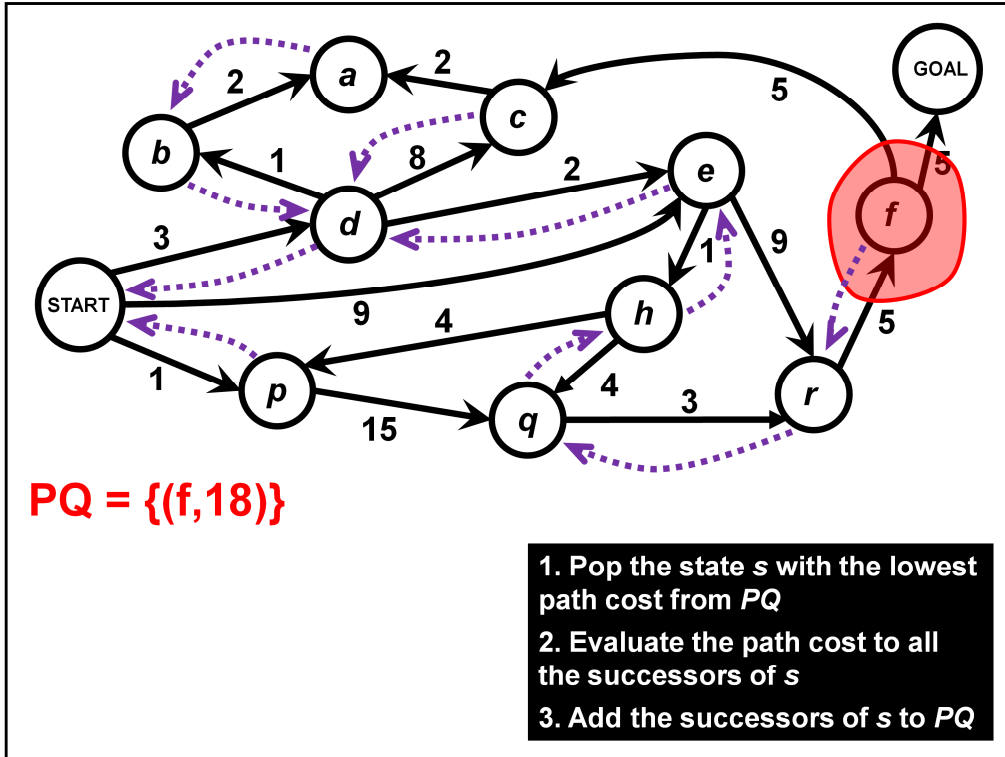 GOAL
a
2
2
5
c
b
5
e
1
8
2
f
d
3
1
9
START
9
h
4
5
1
p
4
r
3
q
15
PQ = {(f,18)}
1. Pop the state s with the lowest
path cost from PQ
2. Evaluate the path cost to all
the successors of s
3. Add the successors of s to PQ